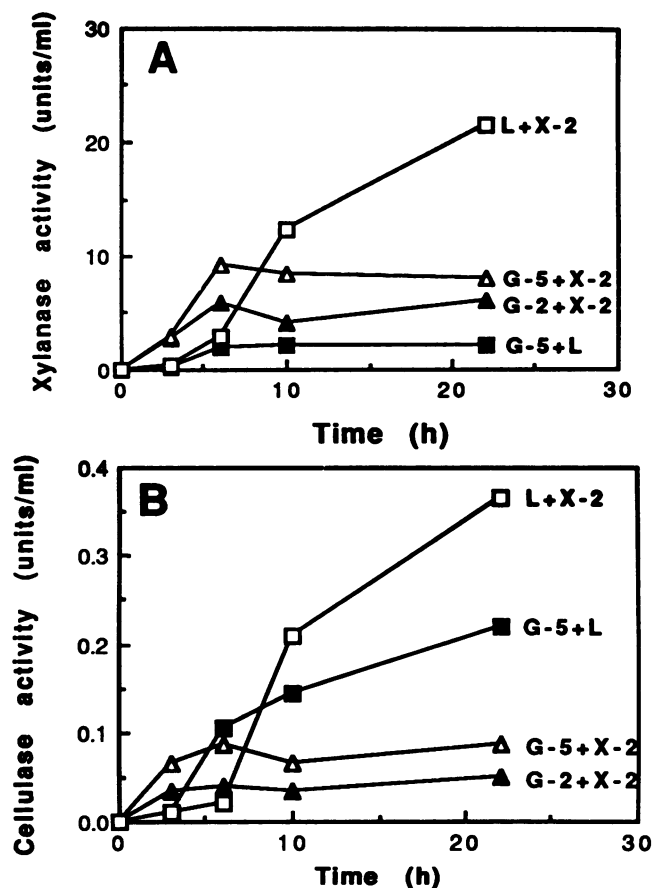 A
Xylanase activity (units/ml)
30
20
10
0
L+X-2
G-5+X-2
G-2+X-2
G-5+L
0 10 20 30
Time (h)
B
Cellulase activity (units/ml)
0.4
0.3
0.2
0.1
0.0
L+X-2
G-5+L
G-5+X-2
G-2+X-2
0 10 20 30
Time (h)